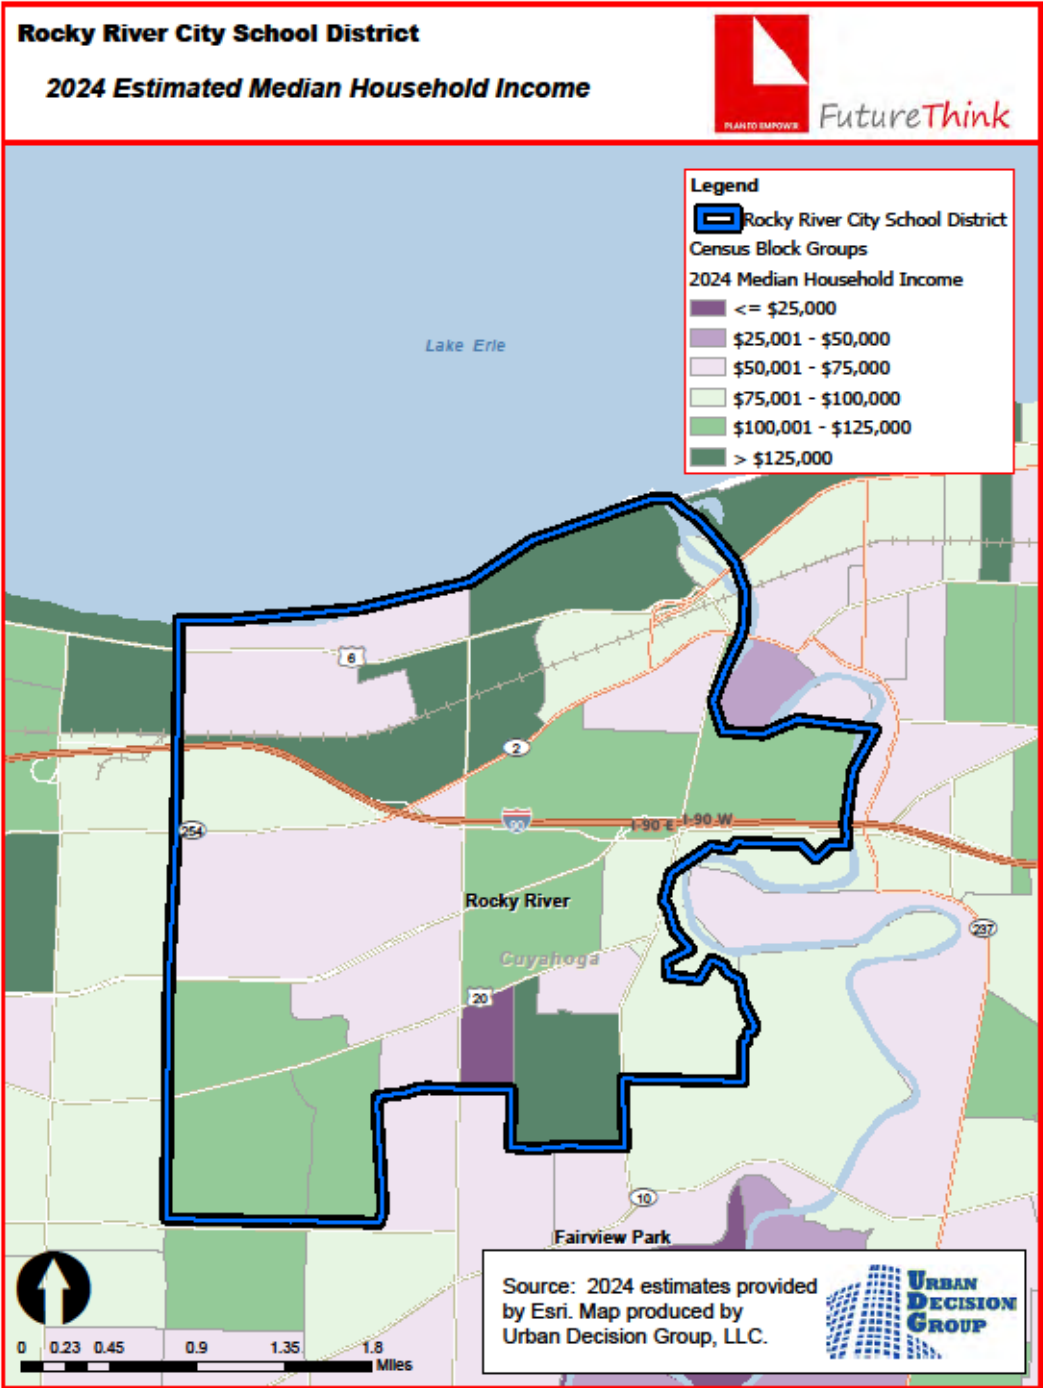 Rocky River City School District
2024 Estimated Median Household Income
PLAN TO EMPOWER
FutureThink
Legend
Rocky River City School District
Census Block Groups
2024 Median Household Income
<= $25,000
$25,001 - $50,000
$50,001 - $75,000
$75,001 - $100,000
$100,001 - $125,000
> $125,000
Lake Erie
6
2
254
90
I-90 E
I-90 W
Rocky River
237
Cuyahoga
20
10
Fairview Park
Source: 2024 estimates provided
by Esri. Map produced by
Urban Decision Group, LLC.
URBAN
DECISION
GROUP
0 0.23 0.45 0.9 1.35 1.8
Miles